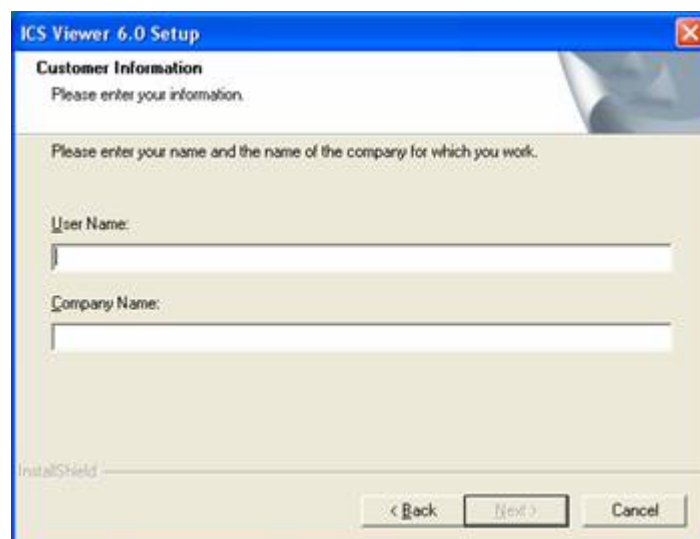 ICS Viewer 6.0 Setup
Customer Information
Please enter your information.
Please enter your name and the name of the company for which you work.
User Name:
Company Name:
InstallShield
< Back Next > Cancel